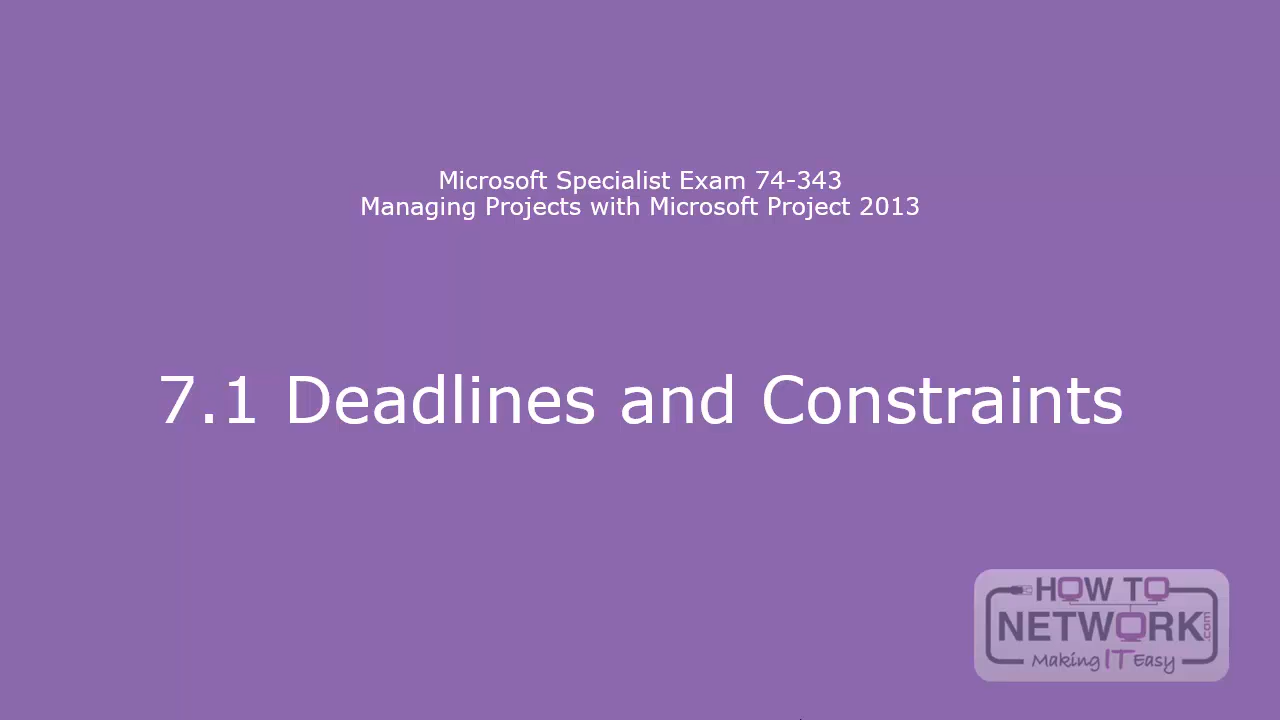 Microsoft Specialist Exam 74-343
Managing Projects with Microsoft Project 2013
7.1 Deadlines and Constraints
HOW TO
NETWORK.com
Making IT Easy